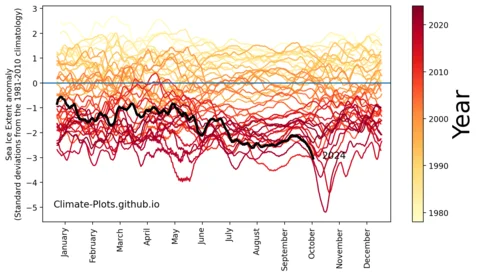 Sea Ice Extent anomaly
(Standard deviations from the 1981-2010 climatology)
3
2
1
0
−1
−2
−3
−4
−5
2024
Climate-Plots.github.io
January
February
March
April
May
June
July
August
September
October
November
December
2020
2010
2000
1990
1980
Year